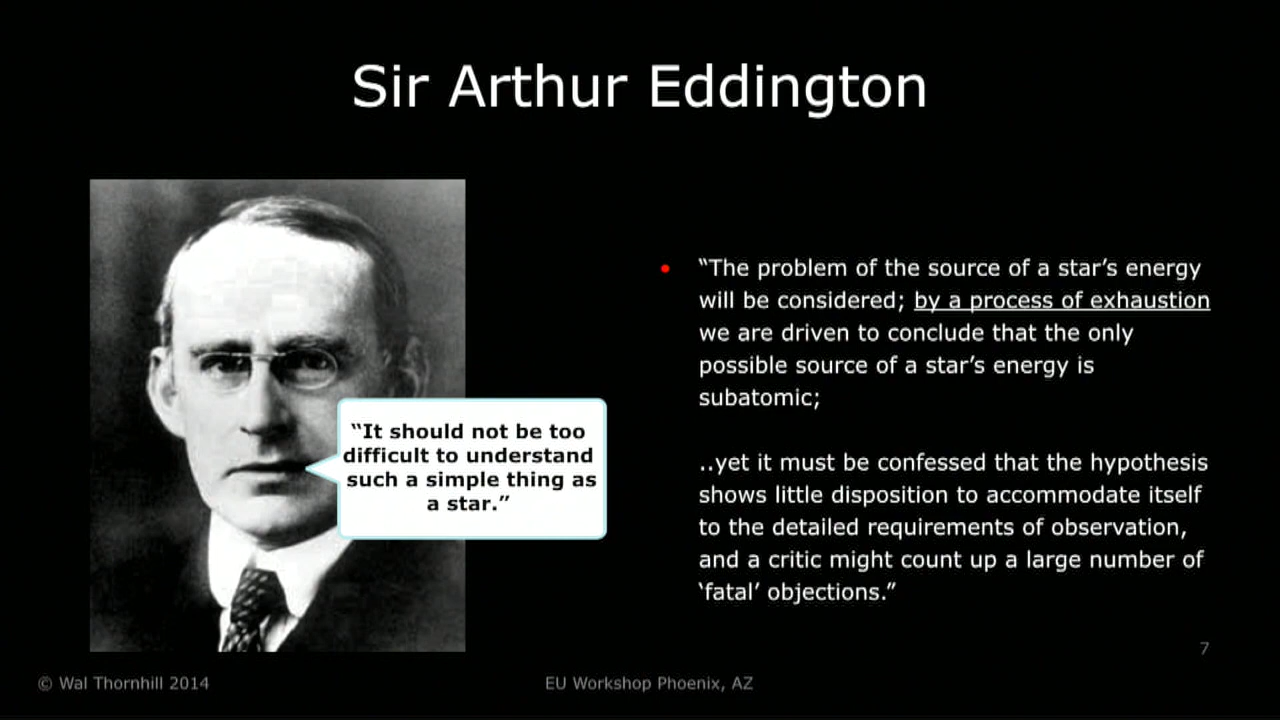 Sir Arthur Eddington
“It should not be too
difficult to understand
such a simple thing as
a star.”
• “The problem of the source of a star’s energy
will be considered; by a process of exhaustion
we are driven to conclude that the only
possible source of a star’s energy is
subatomic;
..yet it must be confessed that the hypothesis
shows little disposition to accommodate itself
to the detailed requirements of observation,
and a critic might count up a large number of
‘fatal’ objections.”
7
© Wal Thornhill 2014
EU Workshop Phoenix, AZ